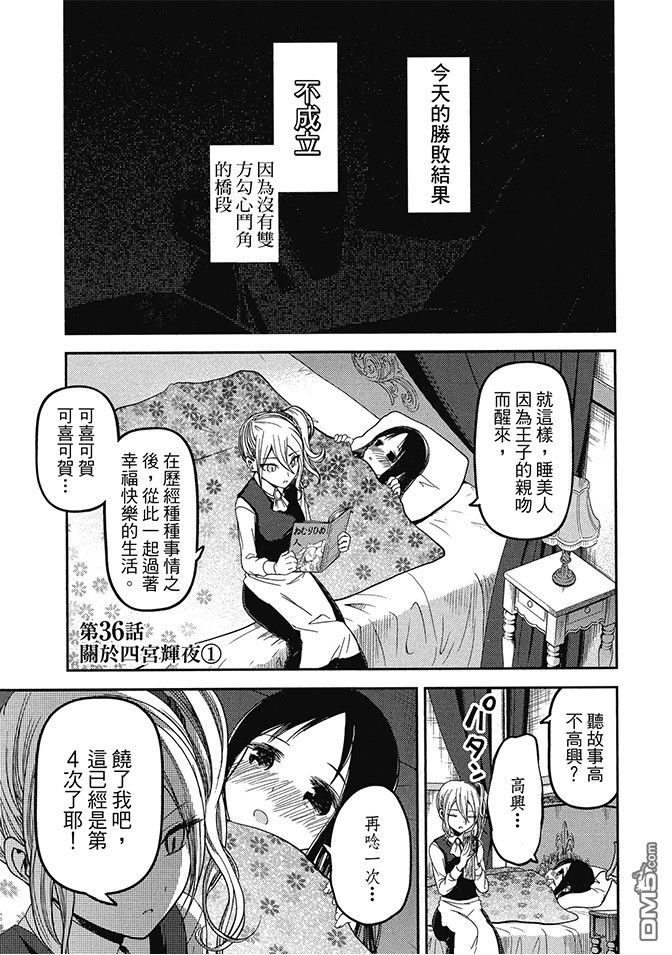 今天的勝敗結果
不成立
因為沒有雙
方勾心鬥角
的橋段
就這樣，睡美人
因為王子的親吻
而醒來，
在歷經種種事情之
後，從此一起過著
幸福快樂的生活。
可喜可賀
可喜可賀…
ねむりひめ
人
第36話
關於四宮輝夜①
聽故事高
不高興？
高興…
パタン
再唸一次…
饒了我吧，
這已經是第
4次了耶！
DM5.com